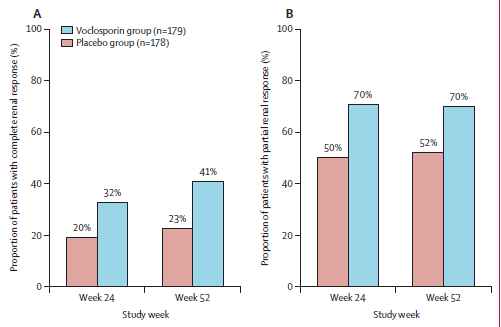 A
Proportion of patients with complete renal response (%)
100
80
60
40
20
0
Voclosporin group (n=179)
Placebo group (n=178)
20%
32%
23%
41%
Week 24
Week 52
Study week
B
Proportion of patients with partial renal response (%)
100
80
60
40
20
0
50%
70%
52%
70%
Week 24
Week 52
Study week